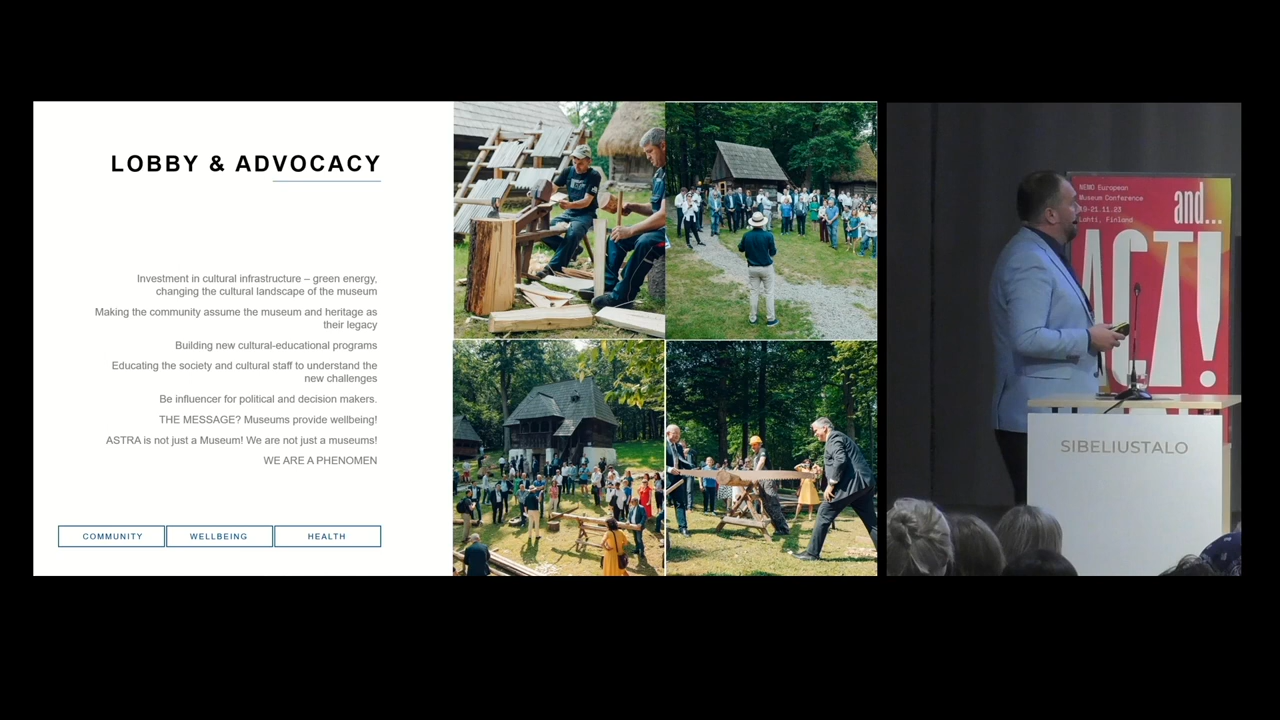 LOBBY & ADVOCACY
Investment in cultural infrastructure – green energy,
changing the cultural landscape of the museum
Making the community assume the museum and heritage as
their legacy
Building new cultural-educational programs
Educating the society and cultural staff to understand the
new challenges
Be influencer for political and decision makers.
THE MESSAGE? Museums provide wellbeing!
ASTRA is not just a Museum! We are not just a museums!
WE ARE A PHENOMEN
COMMUNITY
WELLBEING
HEALTH
NEMO European
Museum Conference
19-21.11.23
Lahti, Finland
and...
ACT!
SIBELIUSTALO